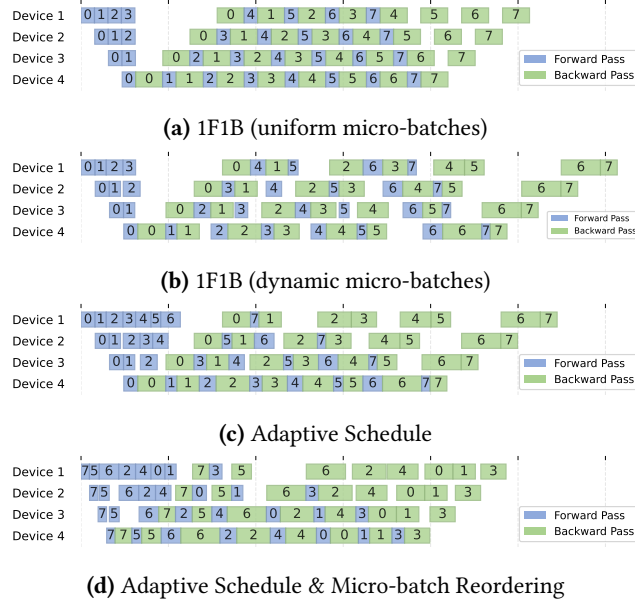 Device 1 0 1 2 3 0 4 1 5 2 6 3 7 4 5 6 7
Device 2 0 1 2 0 3 1 4 2 5 3 6 4 7 5 6 7
Device 3 0 1 0 2 1 3 2 4 3 5 4 6 5 7 6 7
Device 4 0 0 1 1 2 2 3 3 4 4 5 5 6 6 7 7
Forward Pass
Backward Pass
(a) 1F1B (uniform micro-batches)
Device 1 0 1 2 3 0 4 1 5 2 6 3 7 4 5 6 7
Device 2 0 1 2 0 3 1 4 2 5 3 6 4 7 5 6 7
Device 3 0 1 0 2 1 3 2 4 3 5 4 6 5 7 6 7
Device 4 0 0 1 1 2 2 3 3 4 4 5 5 6 6 7 7
Forward Pass
Backward Pass
(b) 1F1B (dynamic micro-batches)
Device 1 0 1 2 3 4 5 6 0 7 1 2 3 4 5 6 7
Device 2 0 1 2 3 4 0 5 1 6 2 7 3 4 5 6 7
Device 3 0 1 2 0 3 1 4 2 5 3 6 4 7 5 6 7
Device 4 0 0 1 1 2 2 3 3 4 4 5 5 6 6 7 7
Forward Pass
Backward Pass
(c) Adaptive Schedule
Device 1 7 5 6 2 4 0 1 7 3 5 6 2 4 0 1 3
Device 2 7 5 6 2 4 7 0 5 1 6 3 2 4 0 1 3
Device 3 7 5 6 7 2 5 4 6 0 2 1 4 3 0 1 3
Device 4 7 7 5 5 6 6 2 2 4 4 0 0 1 1 3 3
Forward Pass
Backward Pass
(d) Adaptive Schedule & Micro-batch Reordering